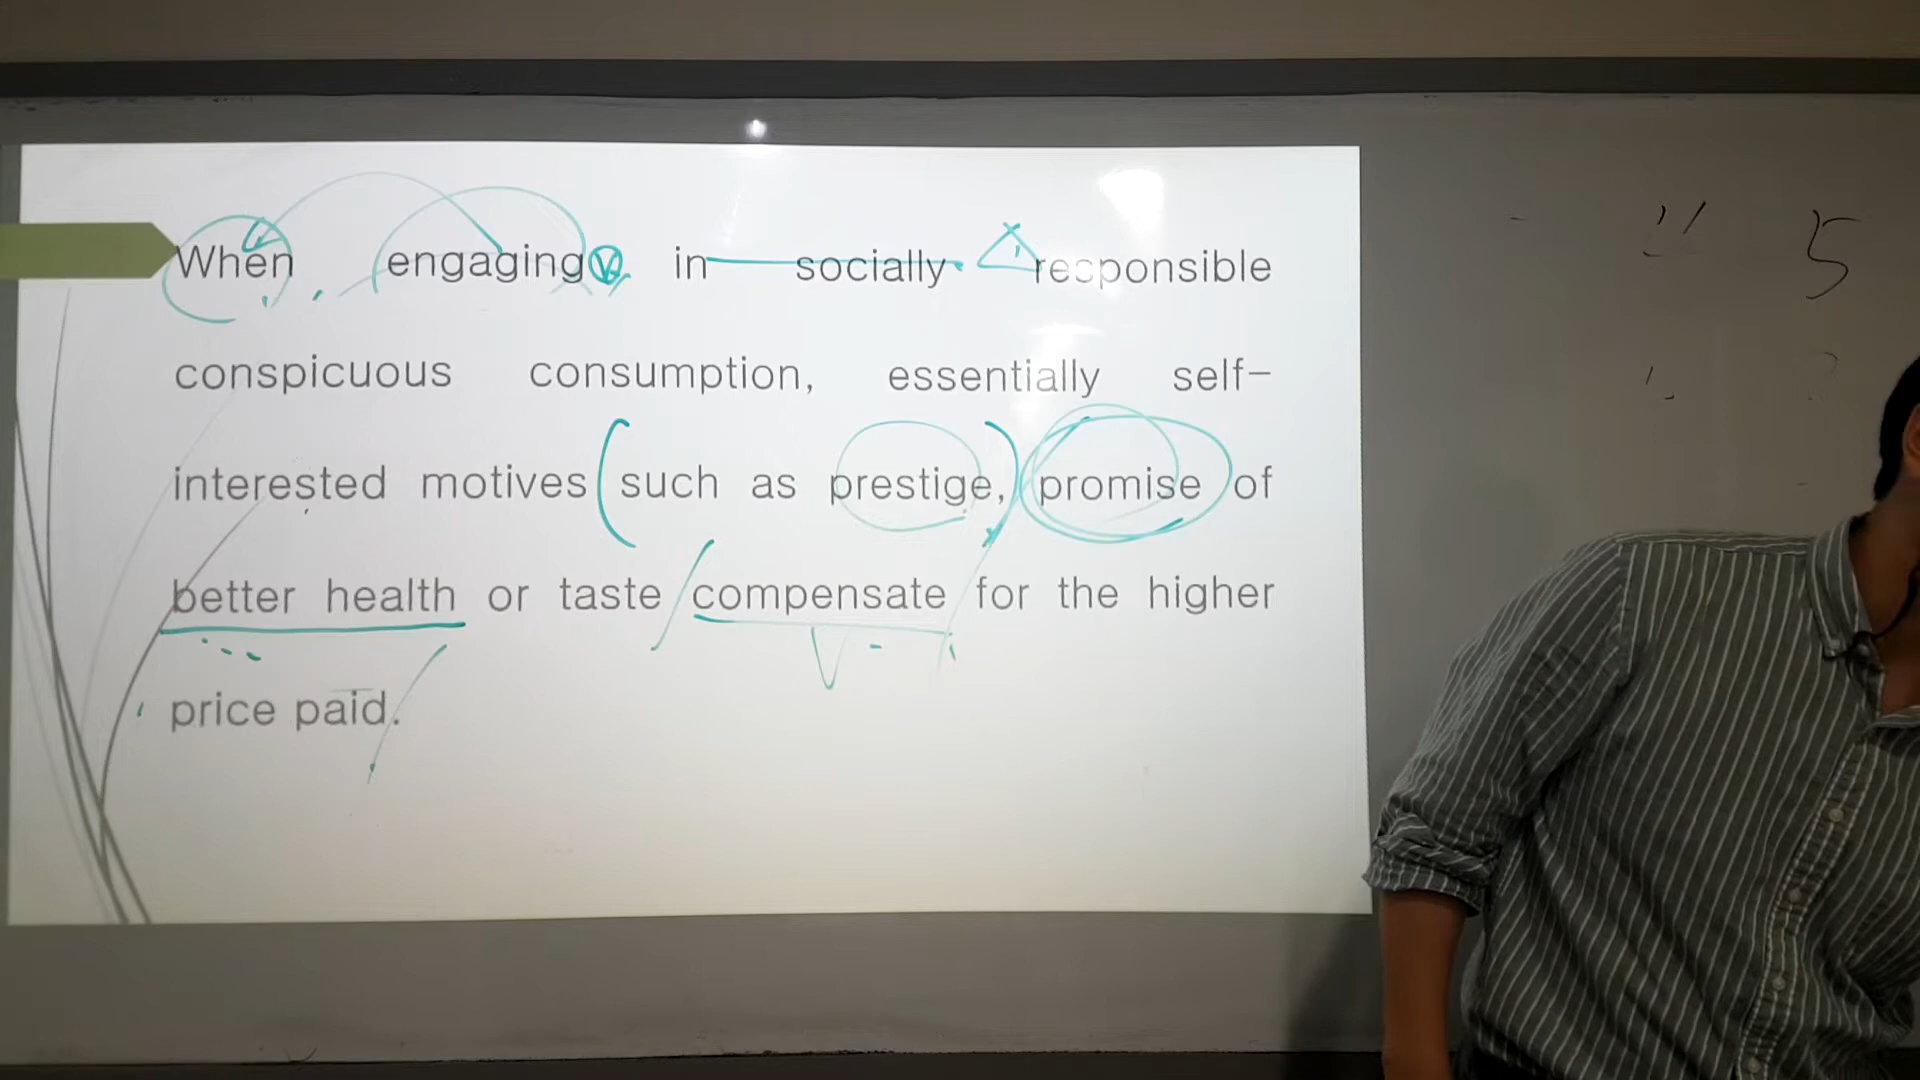 When engaging in socially responsible
conspicuous consumption, essentially self-
interested motives such as prestige, promise of
better health or taste compensate for the higher
price paid.
5